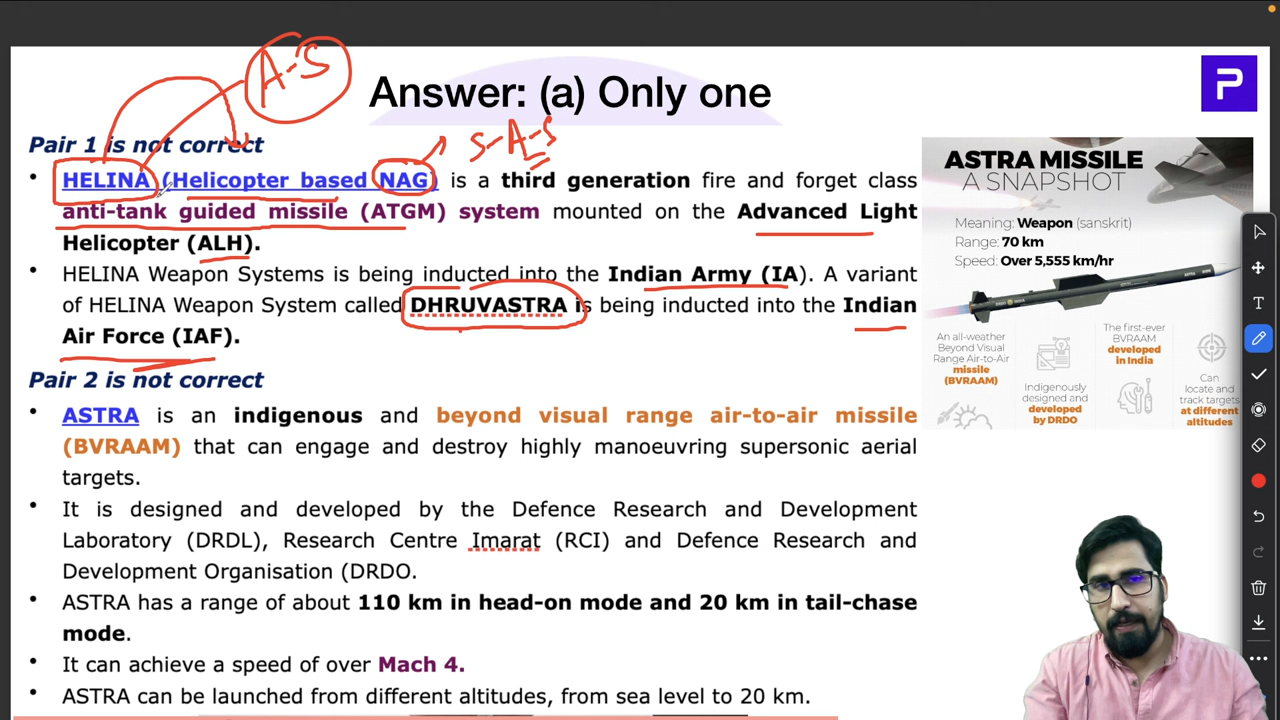 A-S
Answer: (a) Only one
P
Pair 1 is not correct
S-A-S
• HELINA (Helicopter based NAG) is a third generation fire and forget class
anti-tank guided missile (ATGM) system mounted on the Advanced Light
Helicopter (ALH).
• HELINA Weapon Systems is being inducted into the Indian Army (IA). A variant
of HELINA Weapon System called DHRUVASTRA is being inducted into the Indian
Air Force (IAF).
Pair 2 is not correct
• ASTRA is an indigenous and beyond visual range air-to-air missile
(BVRAAM) that can engage and destroy highly manoeuvring supersonic aerial
targets.
• It is designed and developed by the Defence Research and Development
Laboratory (DRDL), Research Centre Imarat (RCI) and Defence Research and
Development Organisation (DRDO.
• ASTRA has a range of about 110 km in head-on mode and 20 km in tail-chase
mode.
• It can achieve a speed of over Mach 4.
• ASTRA can be launched from different altitudes, from sea level to 20 km.
ASTRA MISSILE
A SNAPSHOT
Meaning: Weapon (sanskrit)
Range: 70 km
Speed: Over 5,555 km/hr
An all-weather
Beyond Visual
Range Air-to-Air
missile
(BVRAAM)
Indigenously
designed and
developed
by DRDO
The first-ever
BVRAAM
developed
in India
Can
locate and
track targets
at different
altitudes
T